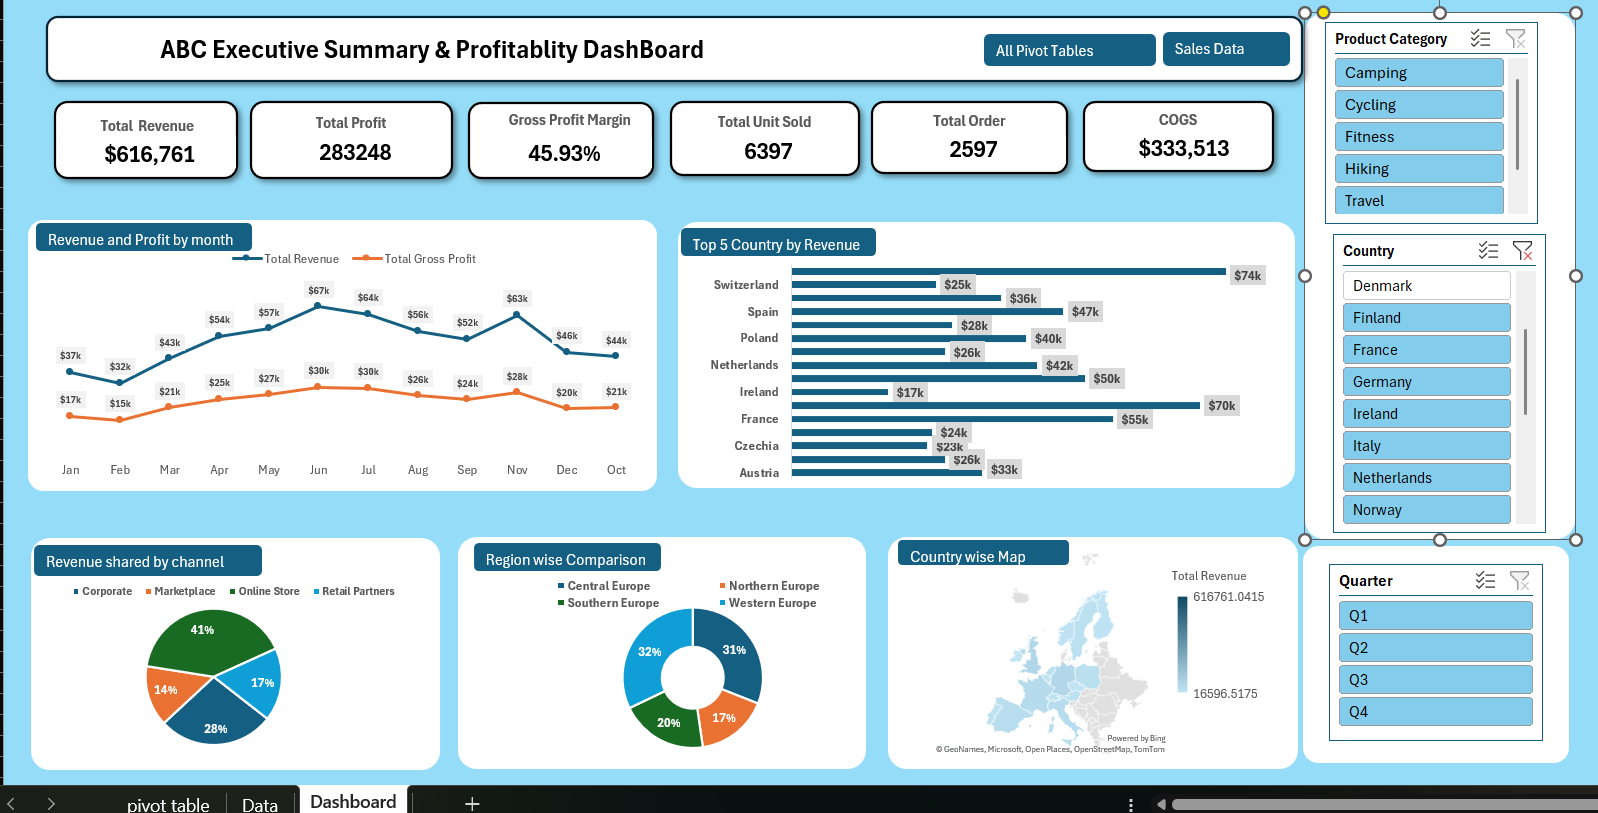 ABC Executive Summary & Profitablity DashBoard
All Pivot Tables
Sales Data
Total Revenue
$616,761
Total Profit
283248
Gross Profit Margin
45.93%
Total Unit Sold
6397
Total Order
2597
COGS
$333,513
Product Category
Camping
Cycling
Fitness
Hiking
Travel
Country
Denmark
Finland
France
Germany
Ireland
Italy
Netherlands
Norway
Quarter
Q1
Q2
Q3
Q4
Revenue and Profit by month
Total Revenue Total Gross Profit
$37k $32k $43k $54k $57k $67k $64k $56k $52k $63k $46k $44k
$17k $15k $21k $25k $27k $30k $30k $26k $24k $28k $20k $21k
Jan Feb Mar Apr May Jun Jul Aug Sep Nov Dec Oct
Top 5 Country by Revenue
$74k
Switzerland $25k
$36k
Spain $47k
$28k
Poland $40k
$26k
Netherlands $42k
$50k
Ireland $17k
$70k
France $55k
$24k
Czechia $23k
$26k
Austria $33k
Revenue shared by channel
Corporate Marketplace Online Store Retail Partners
41%
17%
14%
28%
Region wise Comparison
Central Europe Northern Europe
Southern Europe Western Europe
32% 31%
20% 17%
Country wise Map
Total Revenue
616761.0415
16596.5175
Powered by Bing
© GeoNames, Microsoft, Open Places, OpenStreetMap, TomTom
pivot table Data Dashboard